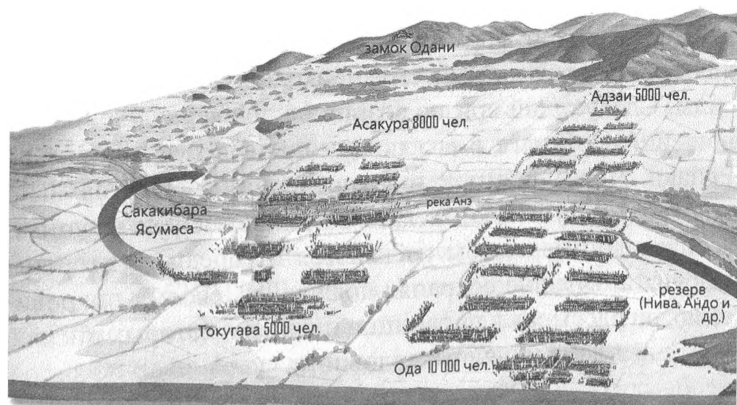 замок Одани
Адзаи 5000 чел.
Асакура 8000 чел.
Сакакибара
Ясумаса
река Анэ
резерв
(Нива, Андо и
др.)
Токугава 5000 чел.
Ода 10 000 чел.